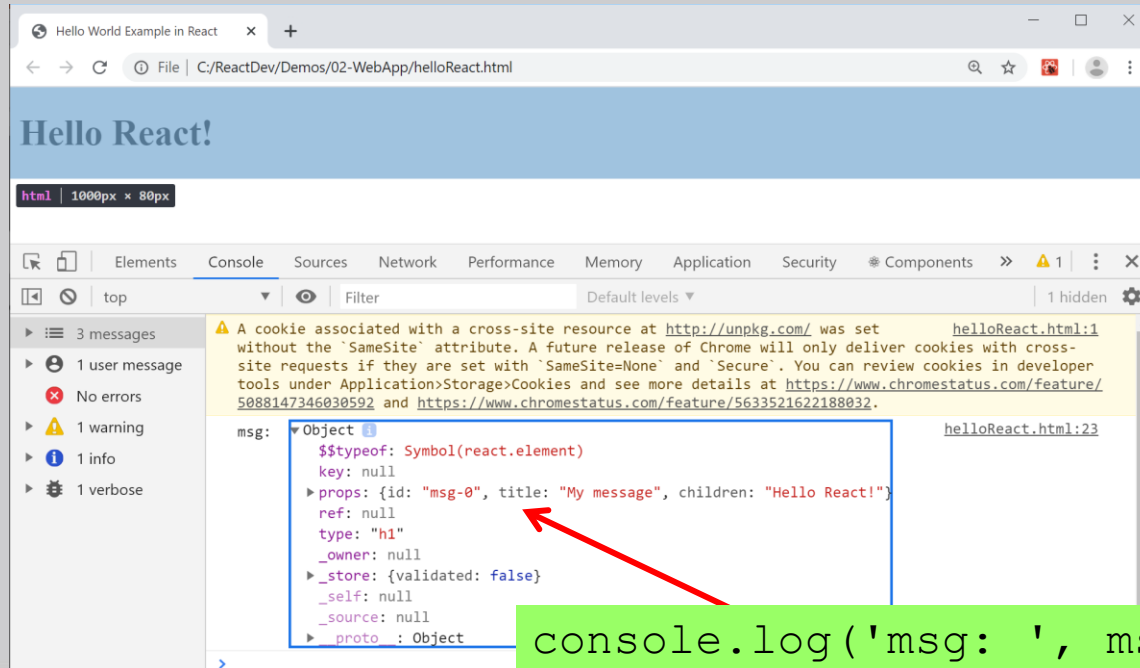 Hello World Example in React
File | C:/ReactDev/Demos/02-WebApp/helloReact.html
Hello React!
html | 1000px × 80px
Elements Console Sources Network Performance Memory Application Security Components » 1
top Filter Default levels ▼ 1 hidden
3 messages
1 user message
No errors
1 warning
1 info
1 verbose
A cookie associated with a cross-site resource at http://unpkg.com/ was set helloReact.html:1
without the `SameSite` attribute. A future release of Chrome will only deliver cookies with cross-
site requests if they are set with `SameSite=None` and `Secure`. You can review cookies in developer
tools under Application>Storage>Cookies and see more details at https://www.chromestatus.com/feature/
5088147346030592 and https://www.chromestatus.com/feature/5633521622188032.
msg: ▼Object i helloReact.html:23
$$typeof: Symbol(react.element)
key: null
▶props: {id: "msg-0", title: "My message", children: "Hello React!"}
ref: null
type: "h1"
_owner: null
▶_store: {validated: false}
_self: null
_source: null
▶__proto__: Object
console.log('msg: ',
>